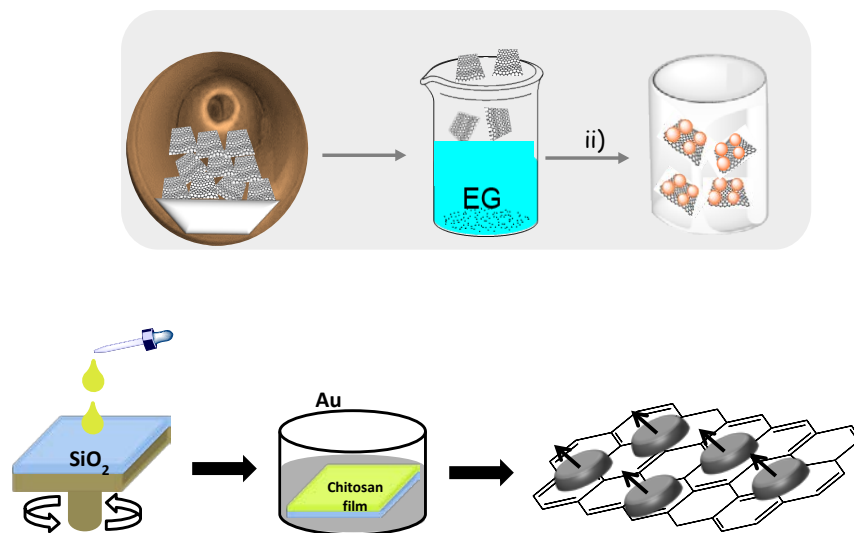 ii)
EG
Au
SiO₂
Chitosan
film